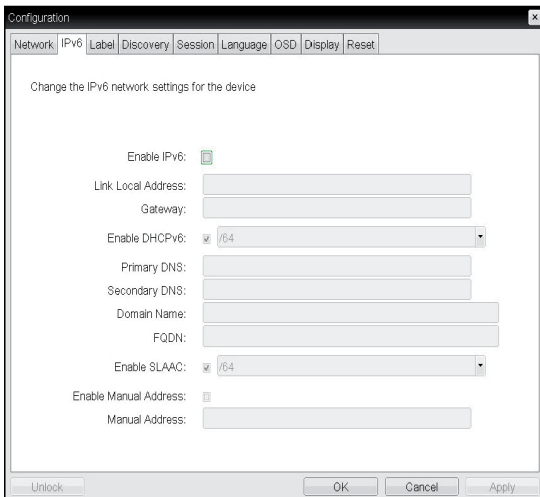 Configuration
Network IPv6 Label Discovery Session Language OSD Display Reset
Change the IPv6 network settings for the device
Enable IPv6:
Link Local Address:
Gateway:
Enable DHCPv6: /64
Primary DNS:
Secondary DNS:
Domain Name:
FQDN:
Enable SLAAC: /64
Enable Manual Address:
Manual Address:
Unlock OK Cancel Apply